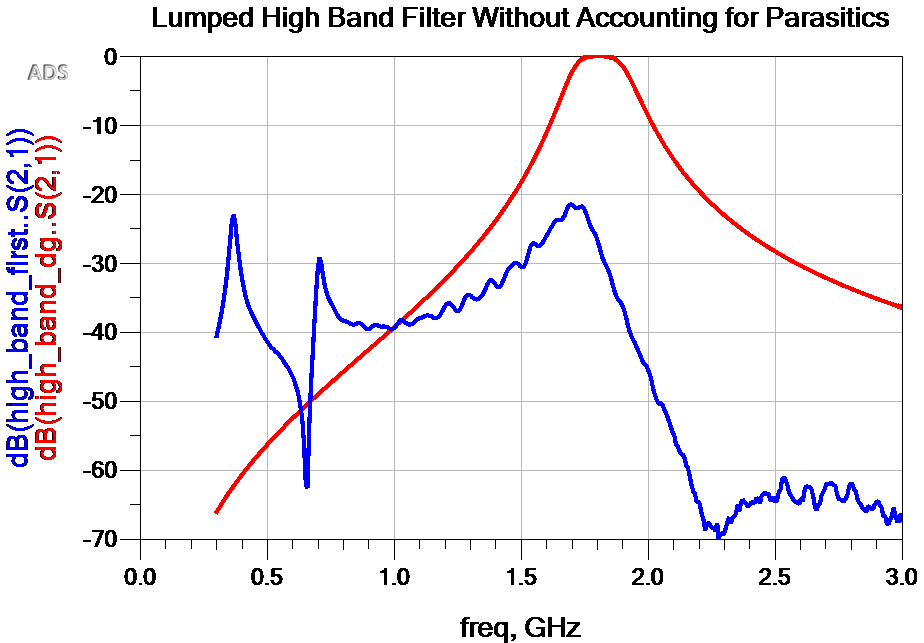 Lumped High Band Filter Without Accounting for Parasitics
ADS
dB(high_band_first..S(2,1))
dB(high_band_dg..S(2,1))
0
-10
-20
-30
-40
-50
-60
-70
0.0 0.5 1.0 1.5 2.0 2.5 3.0
freq, GHz